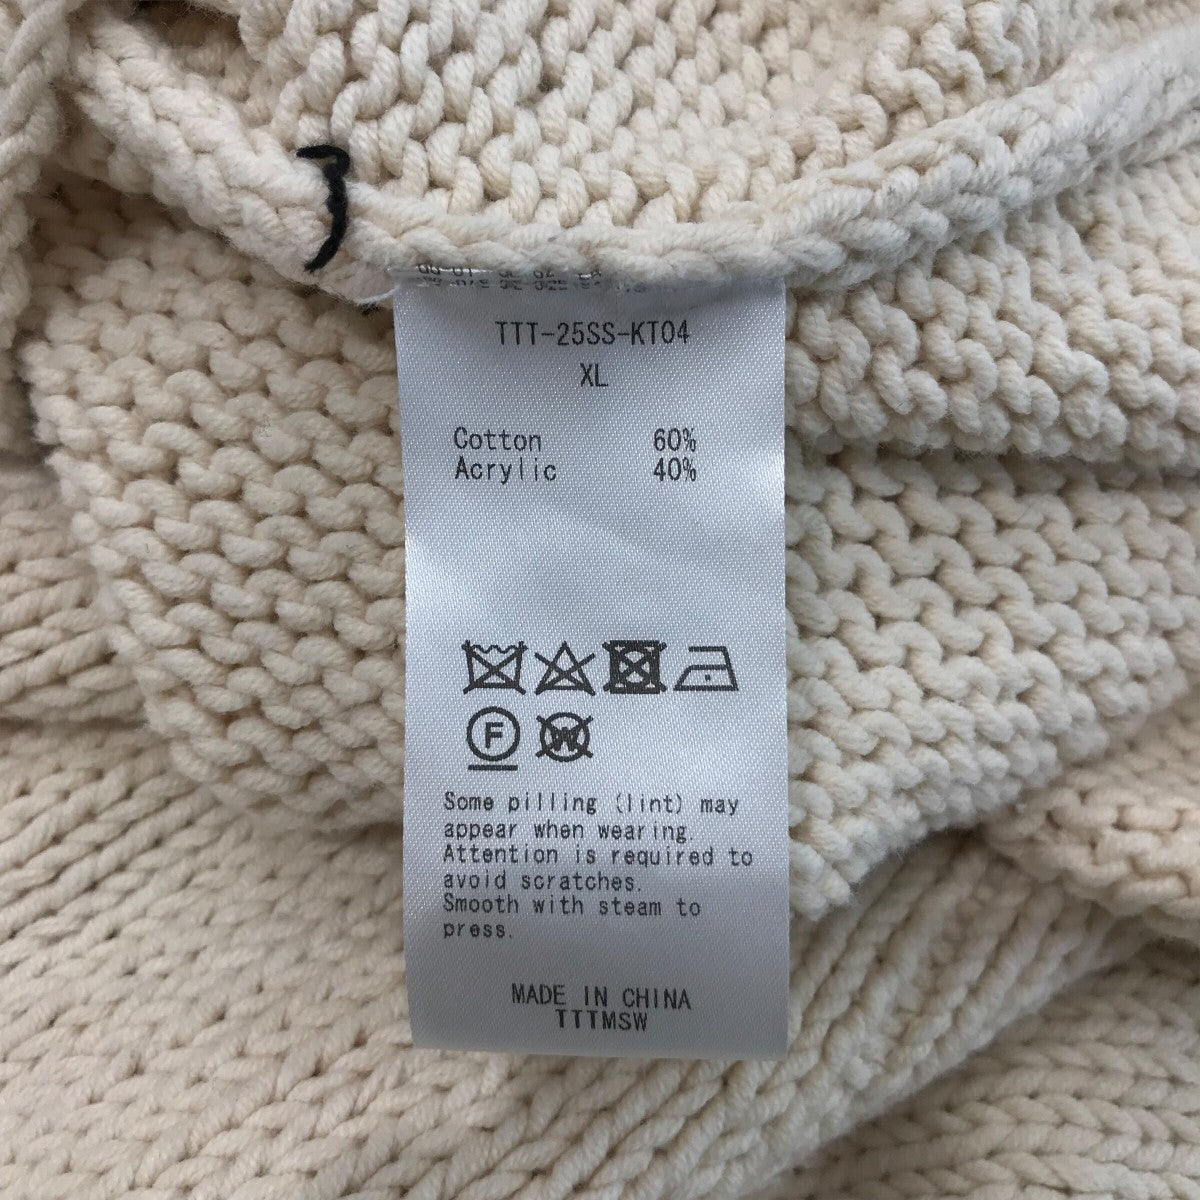 TTT-25SS-KT04
XL
Cotton 60%
Acrylic 40%
F W
Some pilling (lint) may
appear when wearing.
Attention is required to
avoid scratches.
Smooth with steam to
press.
MADE IN CHINA
TTTMSW